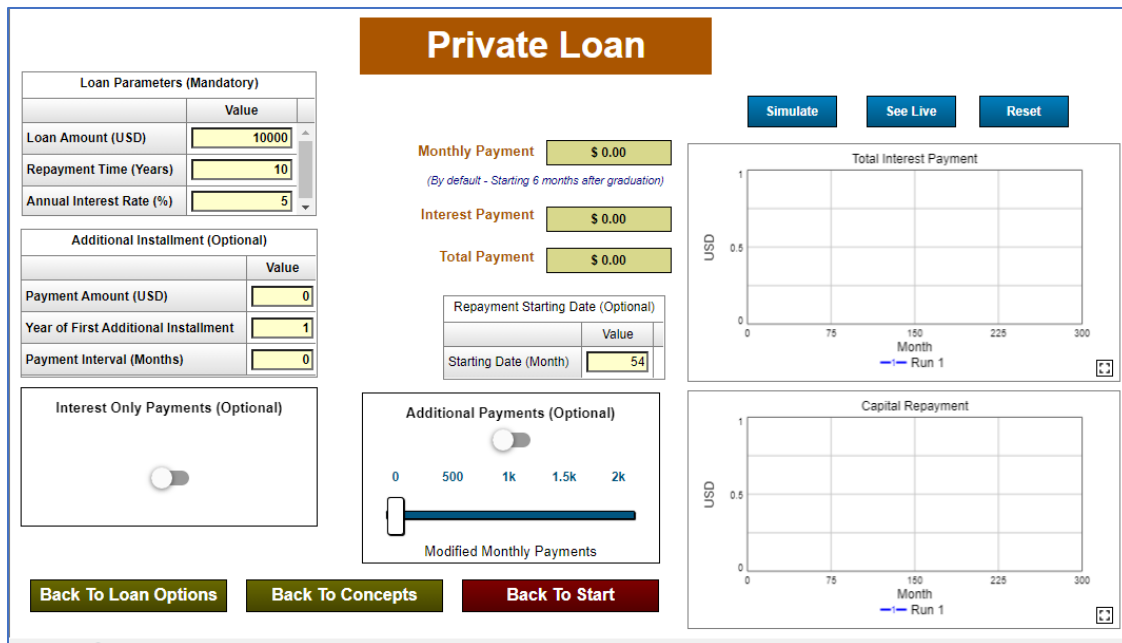 Private Loan
Loan Parameters (Mandatory)
Value
Loan Amount (USD) 10000
Repayment Time (Years) 10
Annual Interest Rate (%) 5
Additional Installment (Optional)
Value
Payment Amount (USD) 0
Year of First Additional Installment 1
Payment Interval (Months) 0
Interest Only Payments (Optional)
Monthly Payment $ 0.00
(By default - Starting 6 months after graduation)
Interest Payment $ 0.00
Total Payment $ 0.00
Repayment Starting Date (Optional)
Value
Starting Date (Month) 54
Additional Payments (Optional)
0 500 1k 1.5k 2k
Modified Monthly Payments
Simulate See Live Reset
Total Interest Payment
1
USD
0.5
0
0 75 150 225 300
Month
1 Run 1
Capital Repayment
1
USD
0.5
0
0 75 150 225 300
Month
1 Run 1
Back To Loan Options Back To Concepts Back To Start